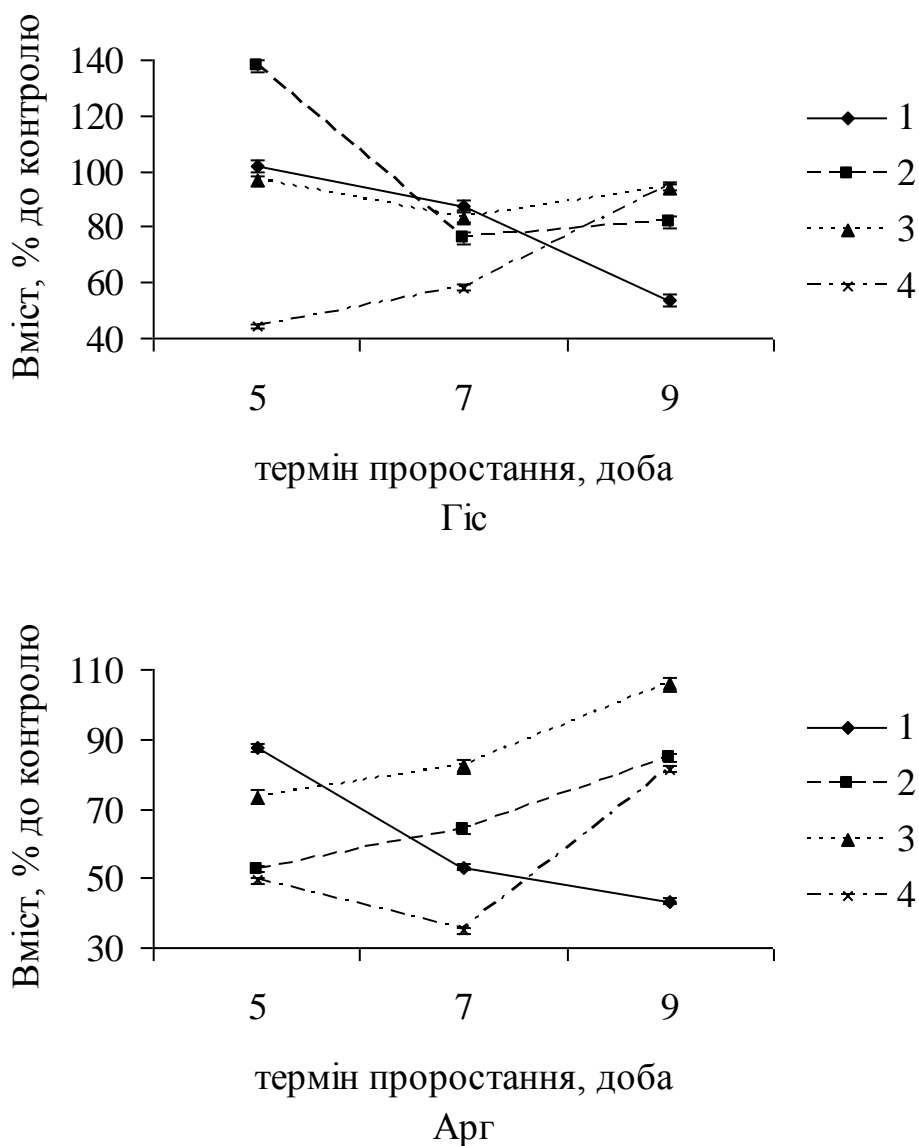 Вміст, % до контролю
140
120
100
80
60
40
5 7 9
термін проростання, доба
Гіс
1
2
3
4
Вміст, % до контролю
110
90
70
50
30
5 7 9
термін проростання, доба
Арг
1
2
3
4